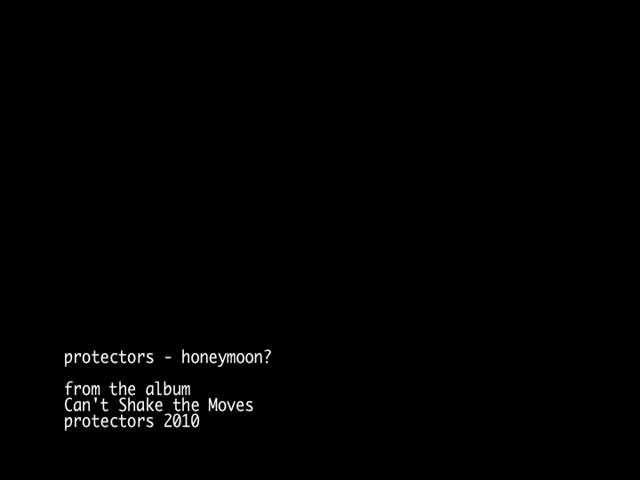 protectors - honeymoon?
from the album
Can't Shake the Moves
protectors 2010